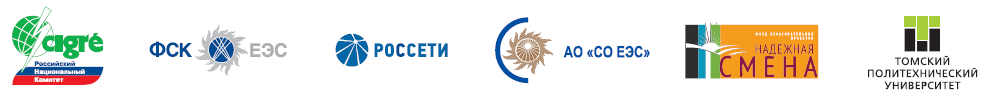 cigré
Российский
Национальный
Комитет
ФСК ЕЭС
РОССЕТИ
АО «СО ЕЭС»
ФОНД ОБРАЗОВАТЕЛЬНЫХ ПРОЕКТОВ
НАДЕЖНАЯ
СМЕНА
ТОМСКИЙ
ПОЛИТЕХНИЧЕСКИЙ
УНИВЕРСИТЕТ